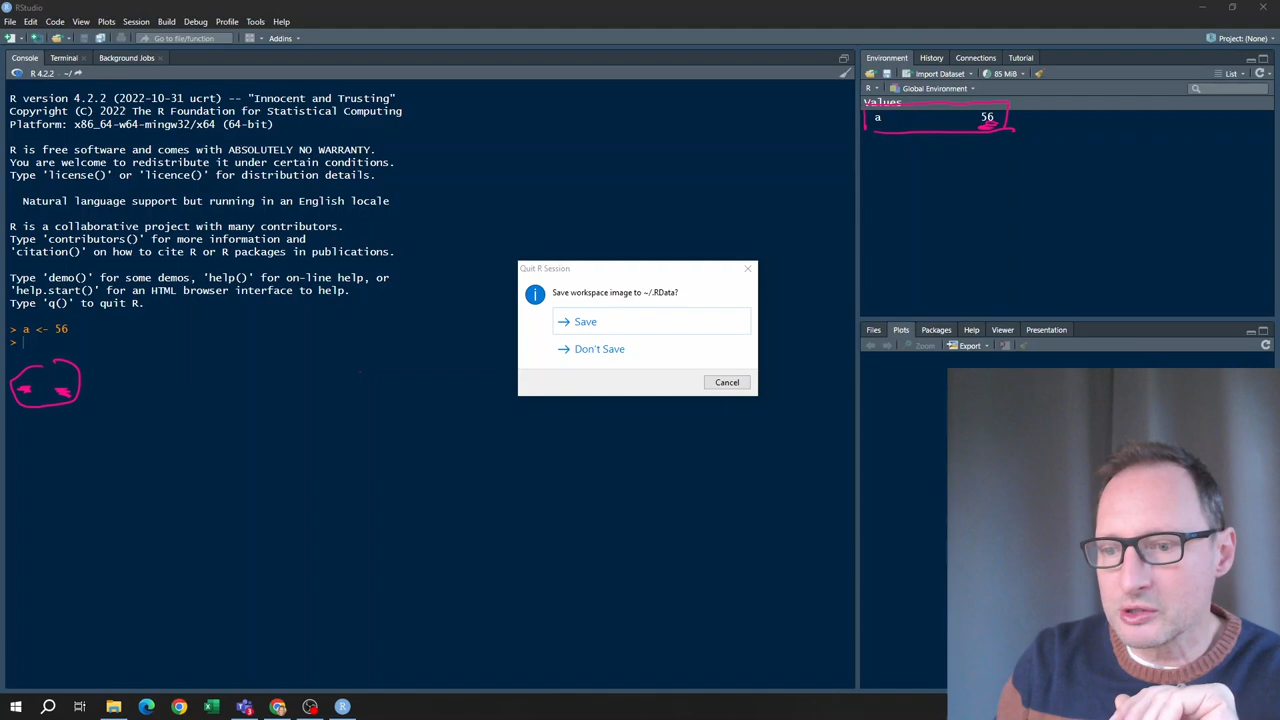 RStudio
File Edit Code View Plots Session Build Debug Profile Tools Help
Go to file/function Addins Project: (None)
Console Terminal Background Jobs
R 4.2.2 · ~/
R version 4.2.2 (2022-10-31 ucrt) -- "Innocent and Trusting"
Copyright (C) 2022 The R Foundation for Statistical Computing
Platform: x86_64-w64-mingw32/x64 (64-bit)
R is free software and comes with ABSOLUTELY NO WARRANTY.
You are welcome to redistribute it under certain conditions.
Type 'license()' or 'licence()' for distribution details.
Natural language support but running in an English locale
R is a collaborative project with many contributors.
Type 'contributors()' for more information and
'citation()' on how to cite R or R packages in publications.
Type 'demo()' for some demos, 'help()' for on-line help, or
'help.start()' for an HTML browser interface to help.
Type 'q()' to quit R.
> a <- 56
>
Quit R Session
Save workspace image to ~/.RData?
Save
Don't Save
Cancel
Environment History Connections Tutorial
Import Dataset 85 MiB List
R Global Environment
Values
a 56
Files Plots Packages Help Viewer Presentation
Zoom Export